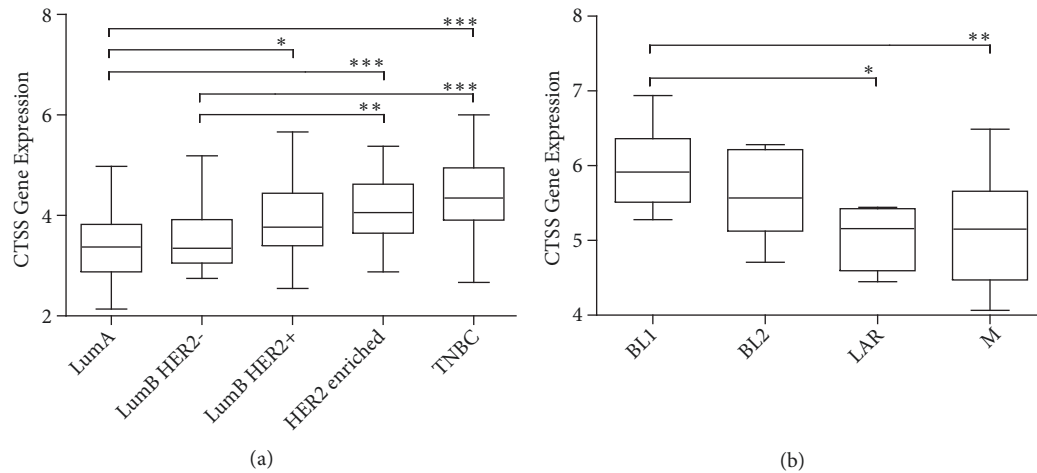 8
6
4
2
CTSS Gene Expression
***
*
***
***
**
LumA
LumB HER2-
LumB HER2+
HER2 enriched
TNBC
(a)
8
7
6
5
4
CTSS Gene Expression
**
*
BL1
BL2
LAR
M
(b)